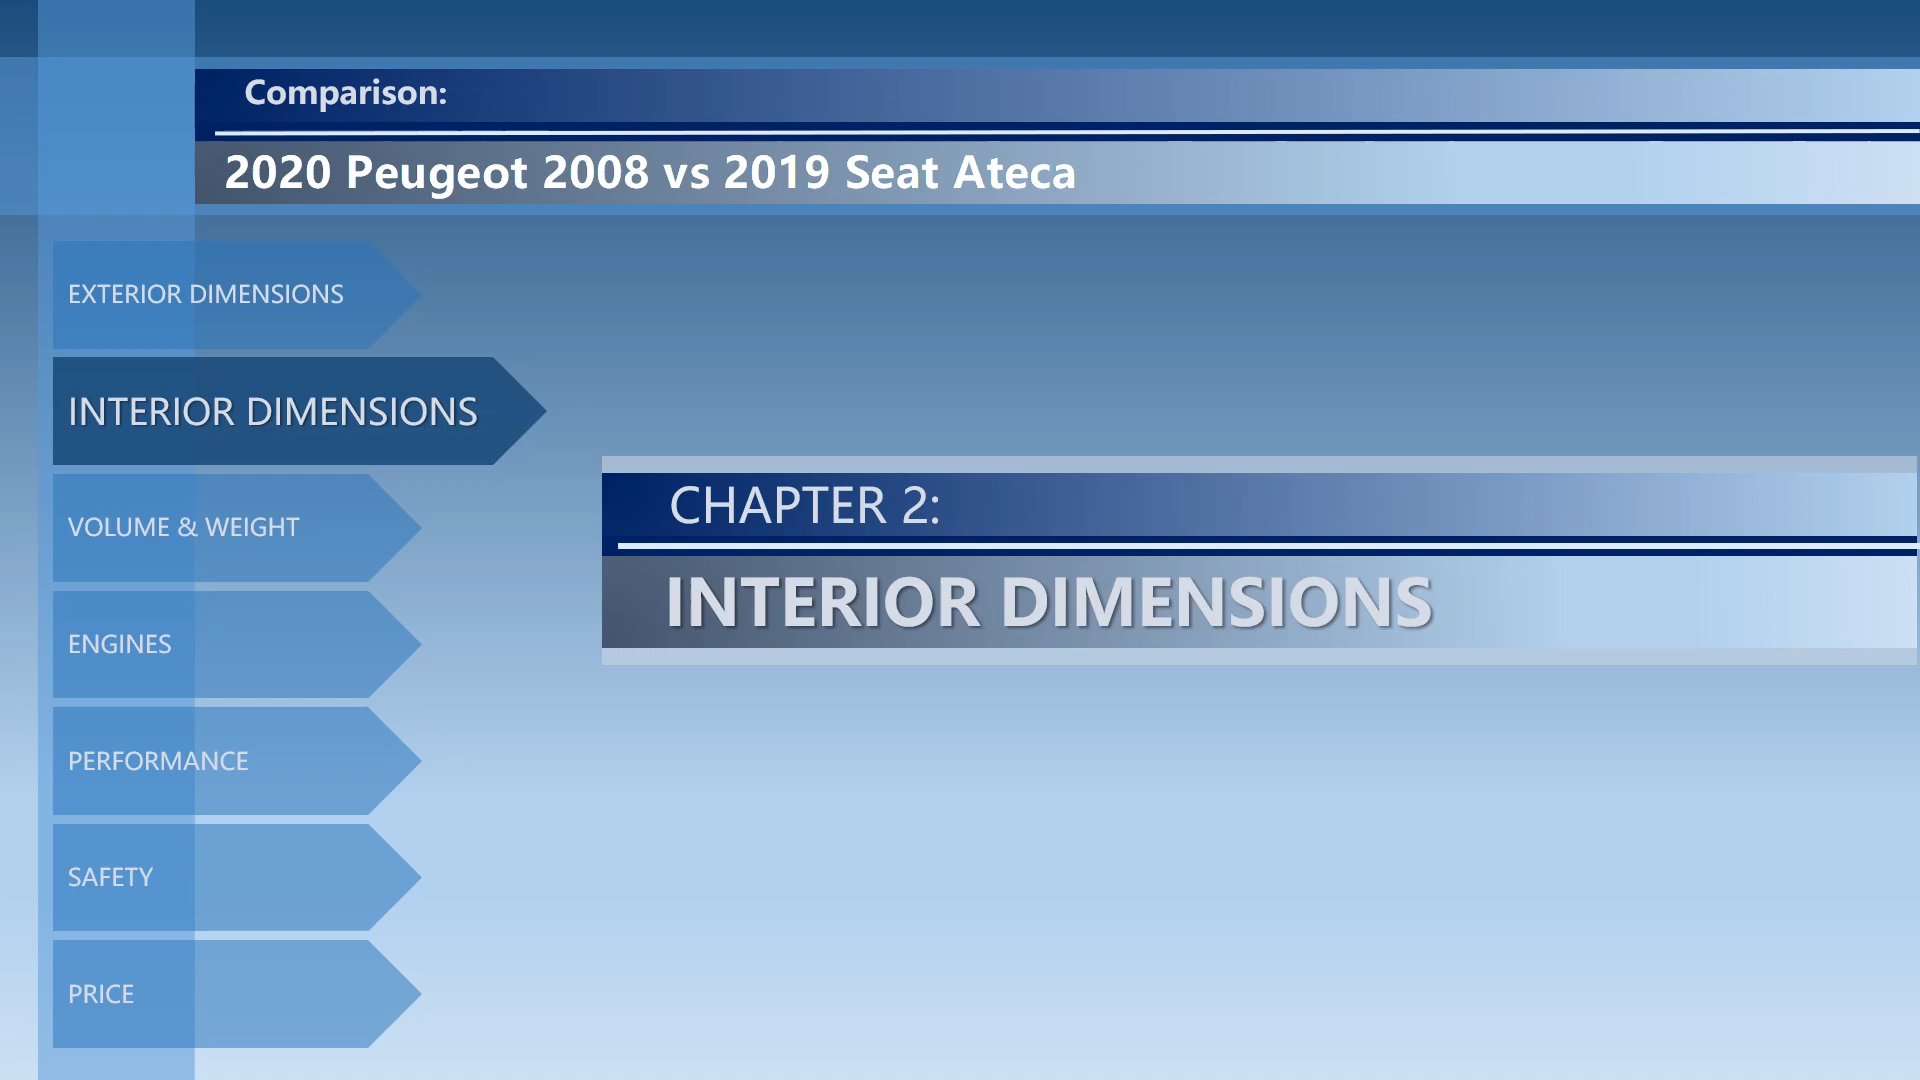 Comparison:
2020 Peugeot 2008 vs 2019 Seat Ateca
EXTERIOR DIMENSIONS
INTERIOR DIMENSIONS
VOLUME & WEIGHT
ENGINES
PERFORMANCE
SAFETY
PRICE
CHAPTER 2:
INTERIOR DIMENSIONS